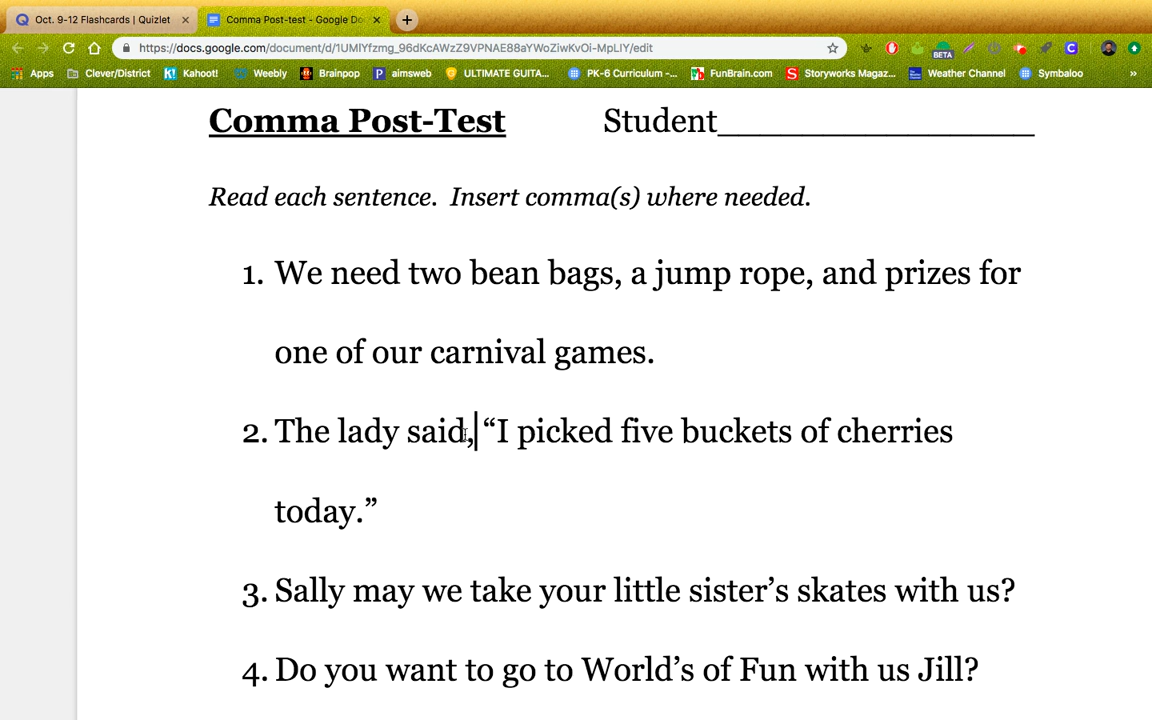 Oct. 9-12 Flashcards | Quizlet
Comma Post-test - Google Do
https://docs.google.com/document/d/1UMlYfzmg_96dKcAWzZ9VPNAE88aYWoZiwKvOi-MpLIY/edit
BETA
Apps Clever/District Kahoot! Weebly Brainpop aimsweb ULTIMATE GUITA... PK-6 Curriculum -... FunBrain.com Storyworks Magaz... Weather Channel Symbaloo »
Comma Post-Test Student_________________
Read each sentence. Insert comma(s) where needed.
1. We need two bean bags, a jump rope, and prizes for
one of our carnival games.
2. The lady said, “I picked five buckets of cherries
today.”
3. Sally may we take your little sister’s skates with us?
4. Do you want to go to World’s of Fun with us Jill?